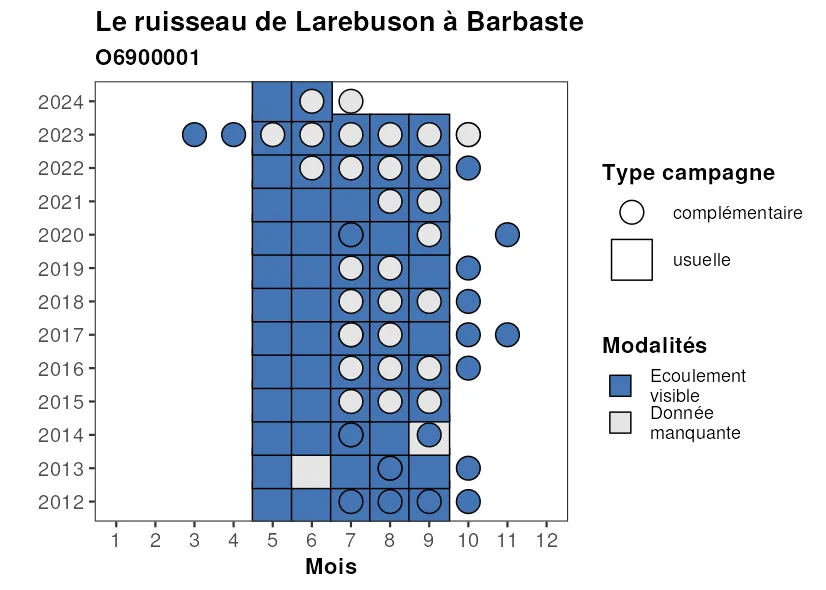 Le ruisseau de Larebuson à Barbaste
O6900001
2024
2023
2022
2021
2020
2019
2018
2017
2016
2015
2014
2013
2012
1 2 3 4 5 6 7 8 9 10 11 12
Mois
Type campagne
complémentaire
usuelle
Modalités
Ecoulement
visible
Donnée
manquante